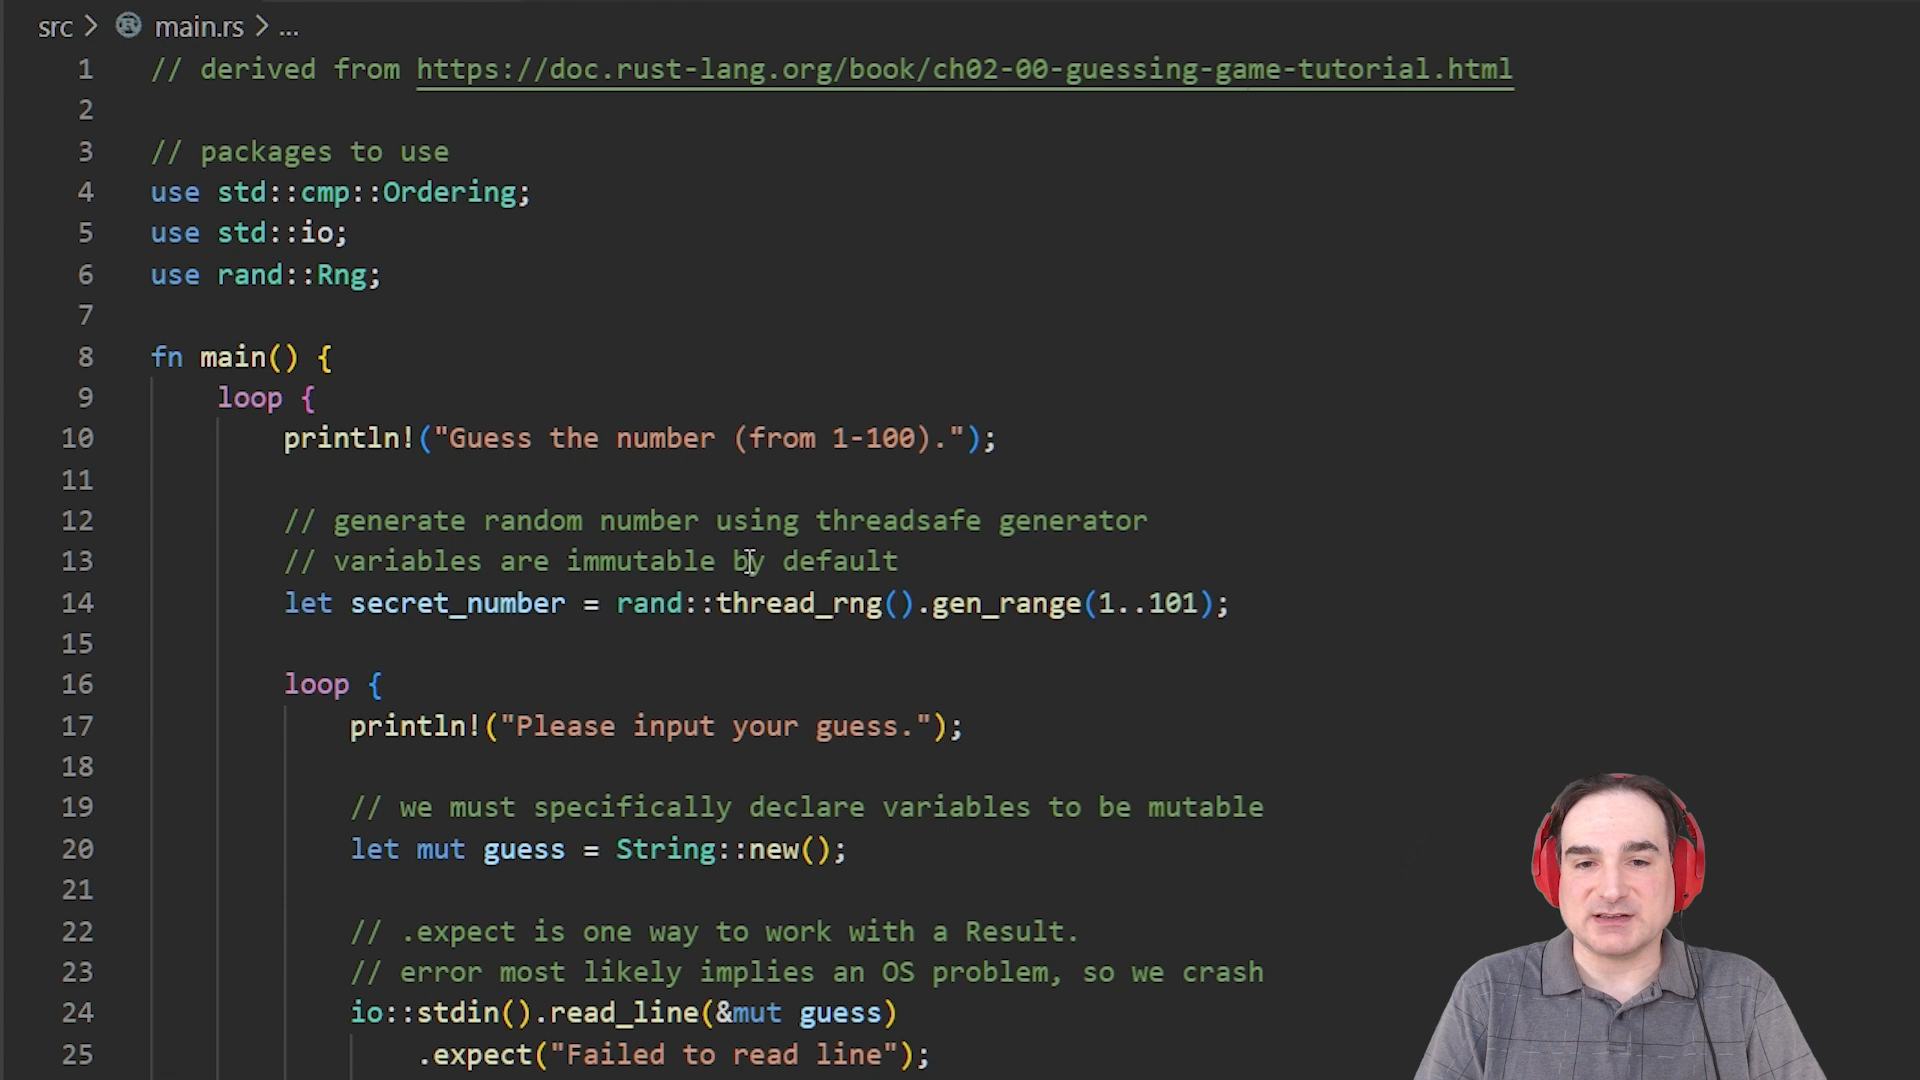 src > main.rs > ...
1 // derived from https://doc.rust-lang.org/book/ch02-00-guessing-game-tutorial.html
2
3 // packages to use
4 use std::cmp::Ordering;
5 use std::io;
6 use rand::Rng;
7
8 fn main() {
9 loop {
10 println!("Guess the number (from 1-100).");
11
12 // generate random number using threadsafe generator
13 // variables are immutable by default
14 let secret_number = rand::thread_rng().gen_range(1..101);
15
16 loop {
17 println!("Please input your guess.");
18
19 // we must specifically declare variables to be mutable
20 let mut guess = String::new();
21
22 // .expect is one way to work with a Result.
23 // error most likely implies an OS problem, so we crash
24 io::stdin().read_line(&mut guess)
25 .expect("Failed to read line");